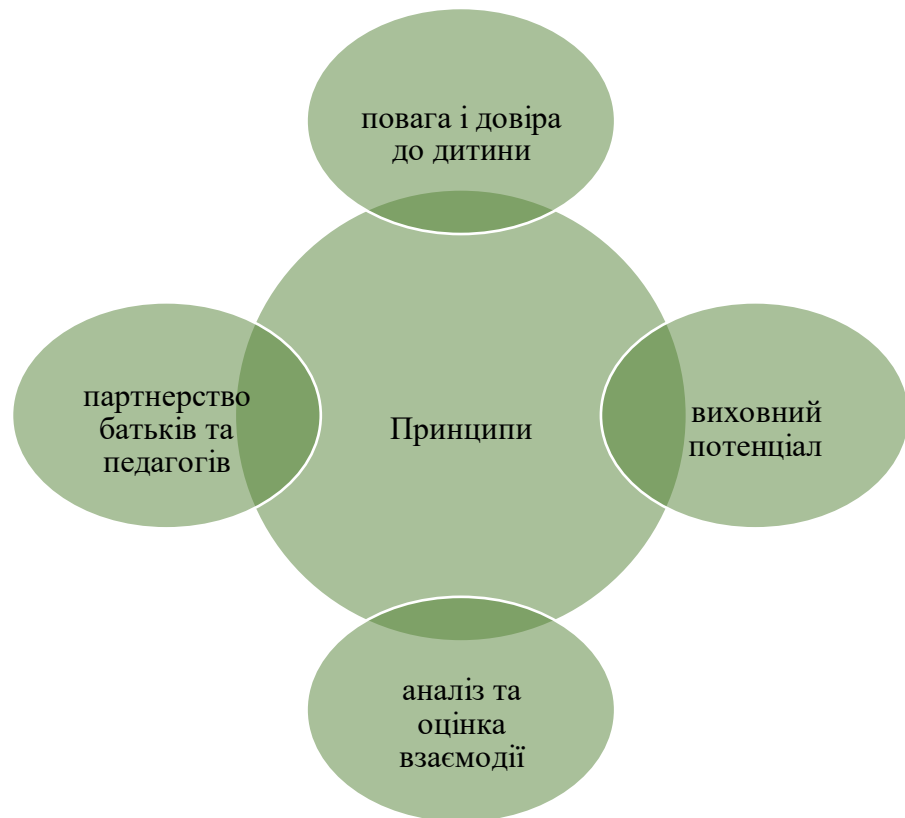 повага і довіра
до дитини
партнерство
батьків та
педагогів
Принципи
виховний
потенціал
аналіз та
оцінка
взаємодії